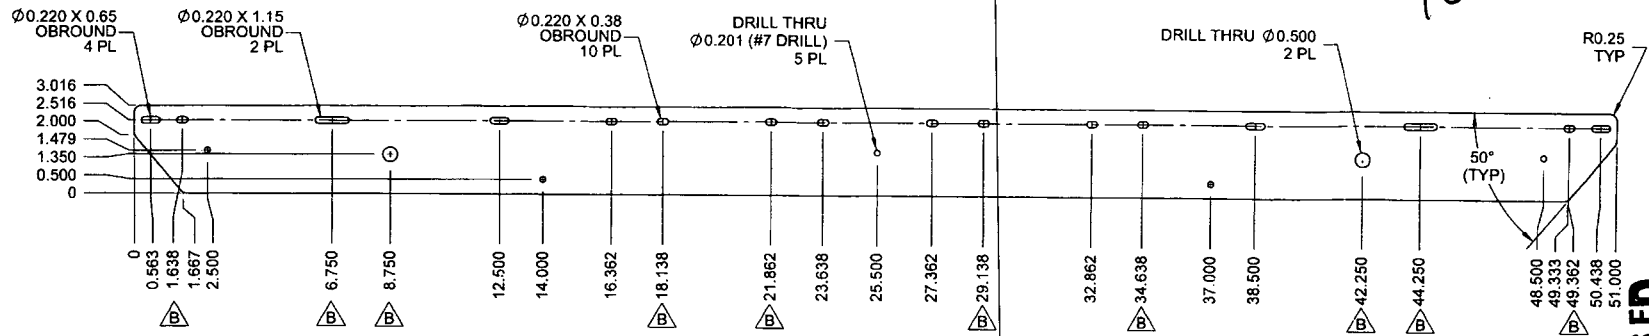 Ø0.220 X 0.65
OBROUND
4 PL
Ø0.220 X 1.15
OBROUND
2 PL
Ø0.220 X 0.38
OBROUND
10 PL
DRILL THRU
Ø0.201 (#7 DRILL)
5 PL
DRILL THRU Ø0.500
2 PL
R0.25
TYP
3.016
2.516
2.000
1.479
1.350
0.500
0
50°
(TYP)
0
0.563
1.638
1.667
2.500
6.750
8.750
12.500
14.000
16.362
18.138
21.862
23.638
25.500
27.362
29.138
32.862
34.638
37.000
38.500
42.250
44.250
48.500
49.333
49.362
50.438
51.000
B
B
B
B
B
B
B
B
B
B